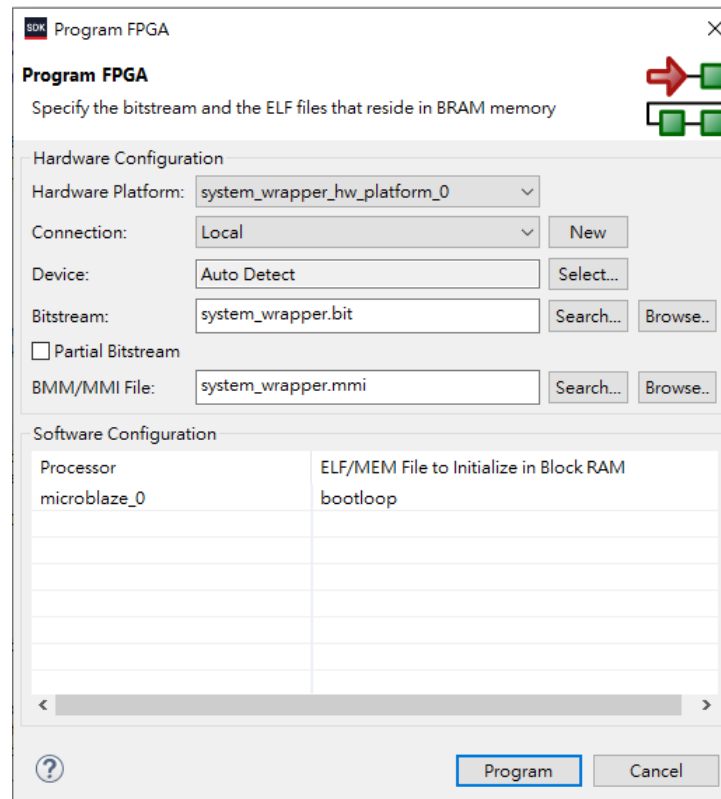 SDK Program FPGA
Program FPGA
Specify the bitstream and the ELF files that reside in BRAM memory
Hardware Configuration
Hardware Platform: system_wrapper_hw_platform_0
Connection: Local New
Device: Auto Detect Select...
Bitstream: system_wrapper.bit Search... Browse..
Partial Bitstream
BMM/MMI File: system_wrapper.mmi Search... Browse..
Software Configuration
Processor ELF/MEM File to Initialize in Block RAM
microblaze_0 bootloop
? Program Cancel